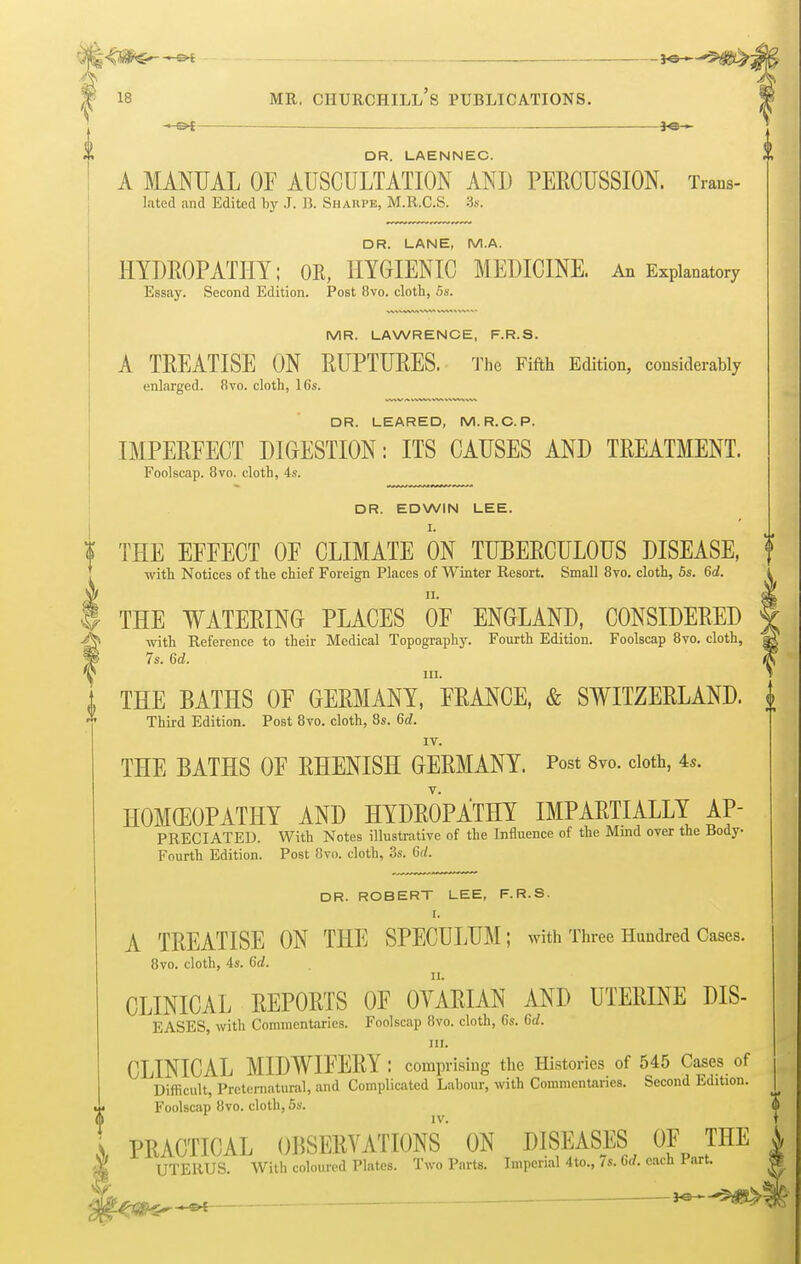 18 MR. CHURCHILL'S PUBLICATIONS.
DR. LAENNEC.
A MANUAL OF AUSCULTATION AND PERCUSSION. Trans-
lated and Edited by J. B. SHARPE, M.R.C.S. 3s.
DR. LANE, M.A.
HYDROPATHY; OR, HYGIENIC MEDICINE. An Explanatory
Essay. Second Edition. Post 8vo. cloth, 5s.
MR. LAWRENCE, F.R.S.
A TREATISE ON RUPTURES. The Fifth Edition, considerably
enlarged. 8vo. cloth, 16s.
DR. LEARED, M.R.C.P.
IMPERFECT DIGESTION: ITS CAUSES AND TREATMENT.
Foolscap. 8vo. cloth, 4s.
DR. EDWIN LEE.
I.
THE EFFECT OF CLIMATE ON TUBERCULOUS DISEASE,
with Notices of the chief Foreign Places of Winter Resort. Small 8vo. cloth, 5s. 6d.
II.
THE WATERING PLACES OF ENGLAND, CONSIDERED
with Reference to their Medical Topography. Fourth Edition. Foolscap 8vo. cloth,
7s. 6d.
III.
THE BATHS OF GERMANY, FRANCE, & SWITZERLAND.
Third Edition. Post 8vo. cloth, 8s. 6d.
IV.
THE BATHS OF RHENISH GERMANY. Post 8vo. cloth, 4s.
V.
HOMŒOPATHY AND HYDROPATHY IMPARTIALLY AP-
PRECIATED. With Notes illustrative of the Influence of the Mind over the Body.
Fourth Edition. Post 8vo. cloth, 3s. 6d.
DR. ROBERT LEE, F.R.S.
I.
A TREATISE ON THE SPECULUM; with Three Hundred Cases.
8vo. cloth, 4s. 6d.
II.
CLINICAL REPORTS OF OVARIAN AND UTERINE DIS-
EASES, with Commentaries. Foolscap 8vo. cloth, 6s. 6d.
III.
CLINICAL MIDWIFERY: comprising the Histories of 545 Cases of
Difficult, Preternatural, and Complicated Labour, with Commentaries. Second Edition.
Foolscap 8vo. cloth, 5s.
IV.
PRACTICAL OBSERVATIONS ON DISEASES OF THE
UTERUS. With coloured Plates. Two Parts. Imperial 4to., 7s. 6d. each Part.